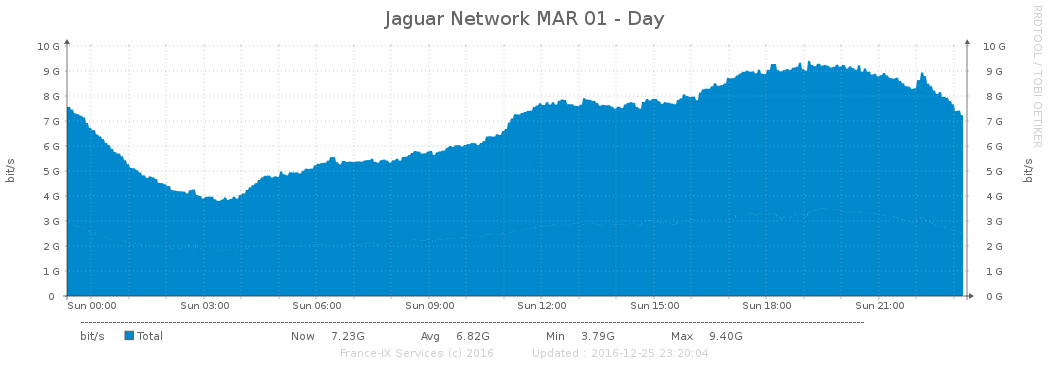 Jaguar Network MAR 01 - Day
RRDTOOL / TOBI OETIKER
bit/s
bit/s
10 G 10 G
9 G 9 G
8 G 8 G
7 G 7 G
6 G 6 G
5 G 5 G
4 G 4 G
3 G 3 G
2 G 2 G
1 G 1 G
0 0 G
Sun 00:00 Sun 03:00 Sun 06:00 Sun 09:00 Sun 12:00 Sun 15:00 Sun 18:00 Sun 21:00
bit/s Total Now 7.23G Avg 6.82G Min 3.79G Max 9.40G
France-IX Services (c) 2016 Updated : 2016-12-25 23:20:04